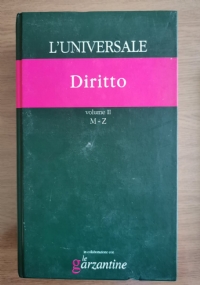 L'UNIVERSALE
Diritto
volume II
M - Z
in collaborazione con
le
garzantine